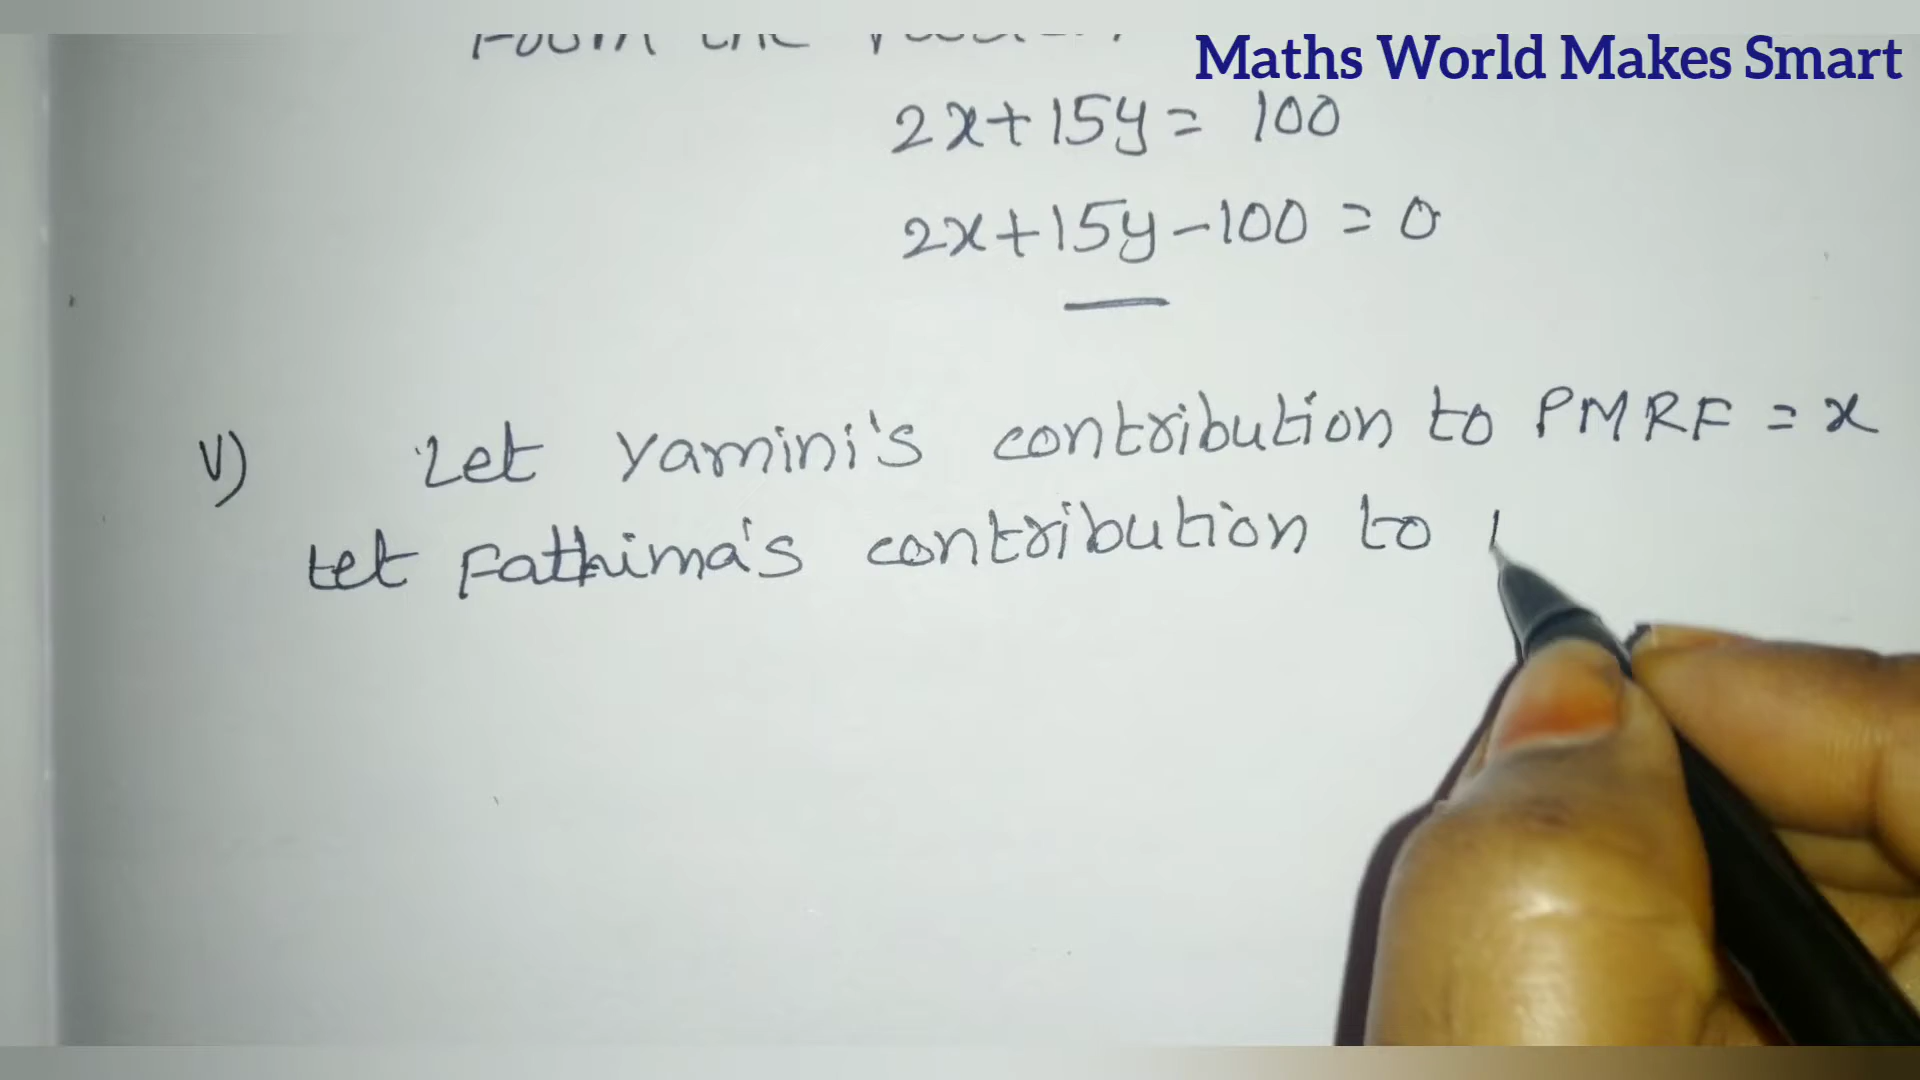 Maths World Makes Smart
2x+15y= 100
2x+15y-100 = 0
V) Let Yamini's contribution to PMRF = x
Let Fathima's contribution to